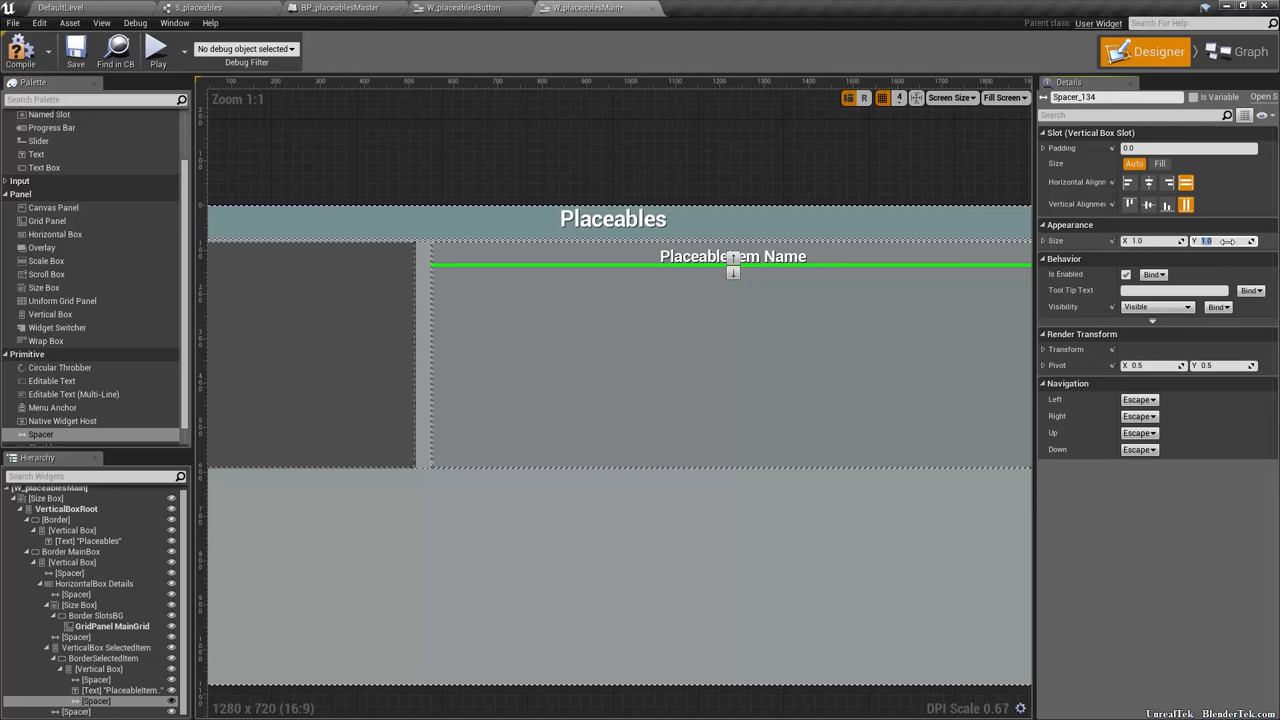 DefaultLevel
S_placeables
BP_placeablesMaster
W_placeablesButton
W_placeablesMain*
File Edit Asset View Debug Window Help
Parent class: User Widget
Search For Help
Compile
Save
Find in CB
Play
No debug object selected
Debug Filter
Designer
Graph
Palette
Search Palette
Named Slot
Progress Bar
Slider
Text
Text Box
Input
Panel
Canvas Panel
Grid Panel
Horizontal Box
Overlay
Scale Box
Scroll Box
Size Box
Uniform Grid Panel
Vertical Box
Widget Switcher
Wrap Box
Primitive
Circular Throbber
Editable Text
Editable Text (Multi-Line)
Menu Anchor
Native Widget Host
Spacer
Hierarchy
Search Widgets
[W_placeablesMain]
[Size Box]
VerticalBoxRoot
[Border]
[Vertical Box]
[Text] "Placeables"
Border MainBox
[Vertical Box]
[Spacer]
HorizontalBox Details
[Spacer]
[Size Box]
Border SlotsBG
GridPanel MainGrid
[Spacer]
VerticalBox SelectedItem
BorderSelectedItem
[Vertical Box]
[Spacer]
[Text] "PlaceableItem.."
[Spacer]
[Spacer]
Zoom 1:1
R
4
Screen Size
Fill Screen
Placeables
Placeable Item Name
1280 x 720 (16:9)
DPI Scale 0.67
Details
Spacer_134
Is Variable
Open S
Search
Slot (Vertical Box Slot)
Padding 0.0
Size Auto Fill
Horizontal Alignm
Vertical Alignme
Appearance
Size X 1.0 Y 1.0
Behavior
Is Enabled Bind
Tool Tip Text Bind
Visibility Visible Bind
Render Transform
Transform
Pivot X 0.5 Y 0.5
Navigation
Left Escape
Right Escape
Up Escape
Down Escape
UnrealTek - BlenderTek.com